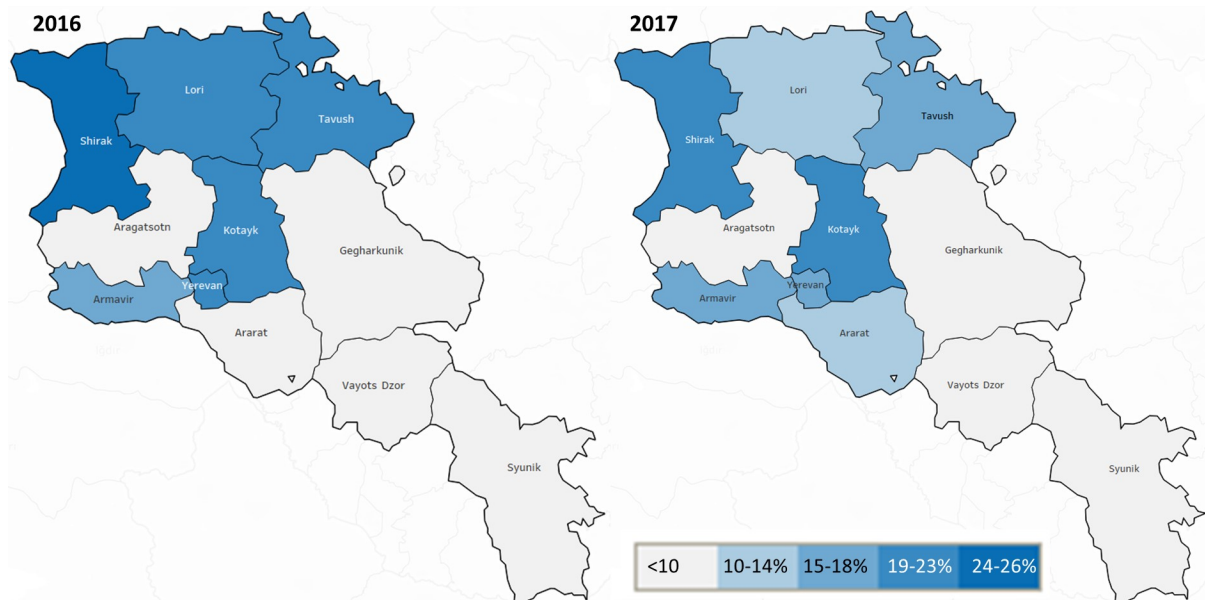 2016
Lori
Tavush
Shirak
Aragatsotn
Kotayk
Gegharkunik
Yerevan
Armavir
Ararat
Vayots Dzor
Syunik
2017
Lori
Tavush
Shirak
Aragatsotn
Kotayk
Gegharkunik
Yerevan
Armavir
Ararat
Vayots Dzor
Syunik
<10 10-14% 15-18% 19-23% 24-26%